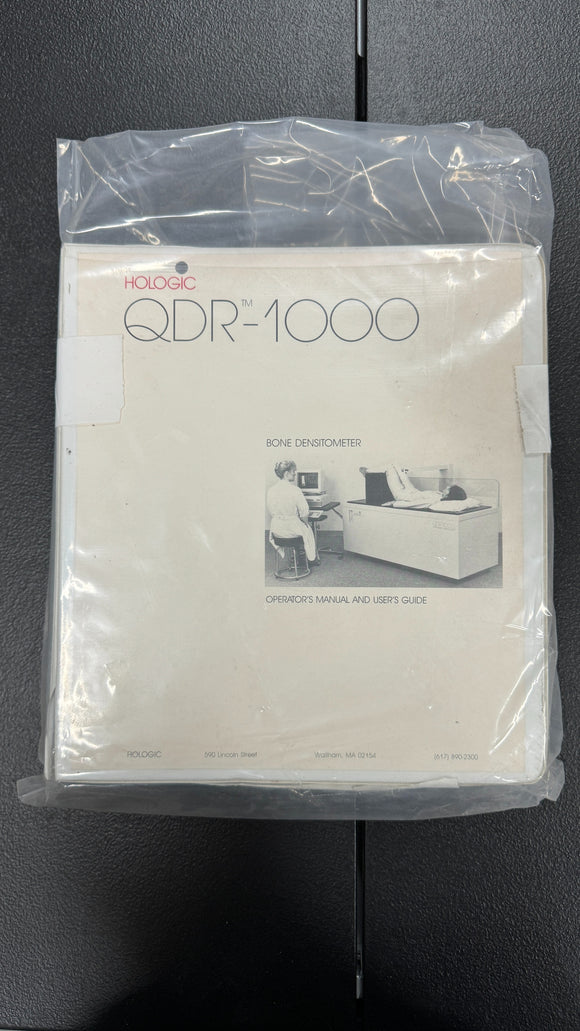 HOLOGIC
QDR™-1000
BONE DENSITOMETER
OPERATOR'S MANUAL AND USER'S GUIDE
HOLOGIC 590 Lincoln Street Waltham, MA 02154 (617) 890-2300